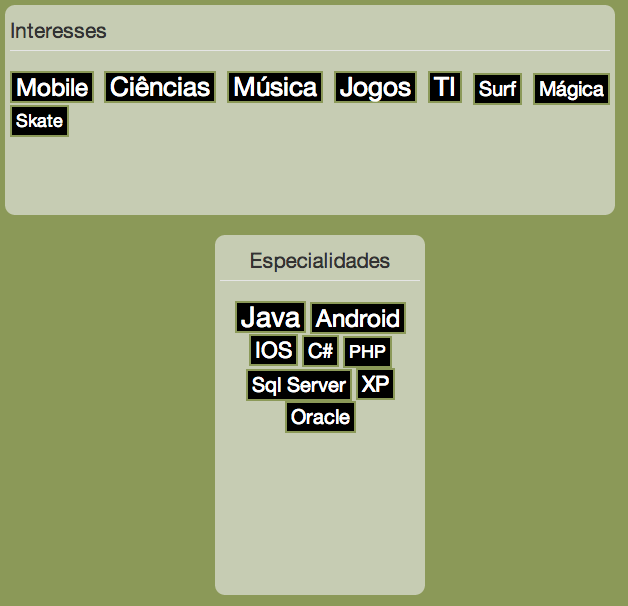 Interesses
Mobile Ciências Música Jogos TI Surf Mágica
Skate
Especialidades
Java Android
IOS C# PHP
Sql Server XP
Oracle